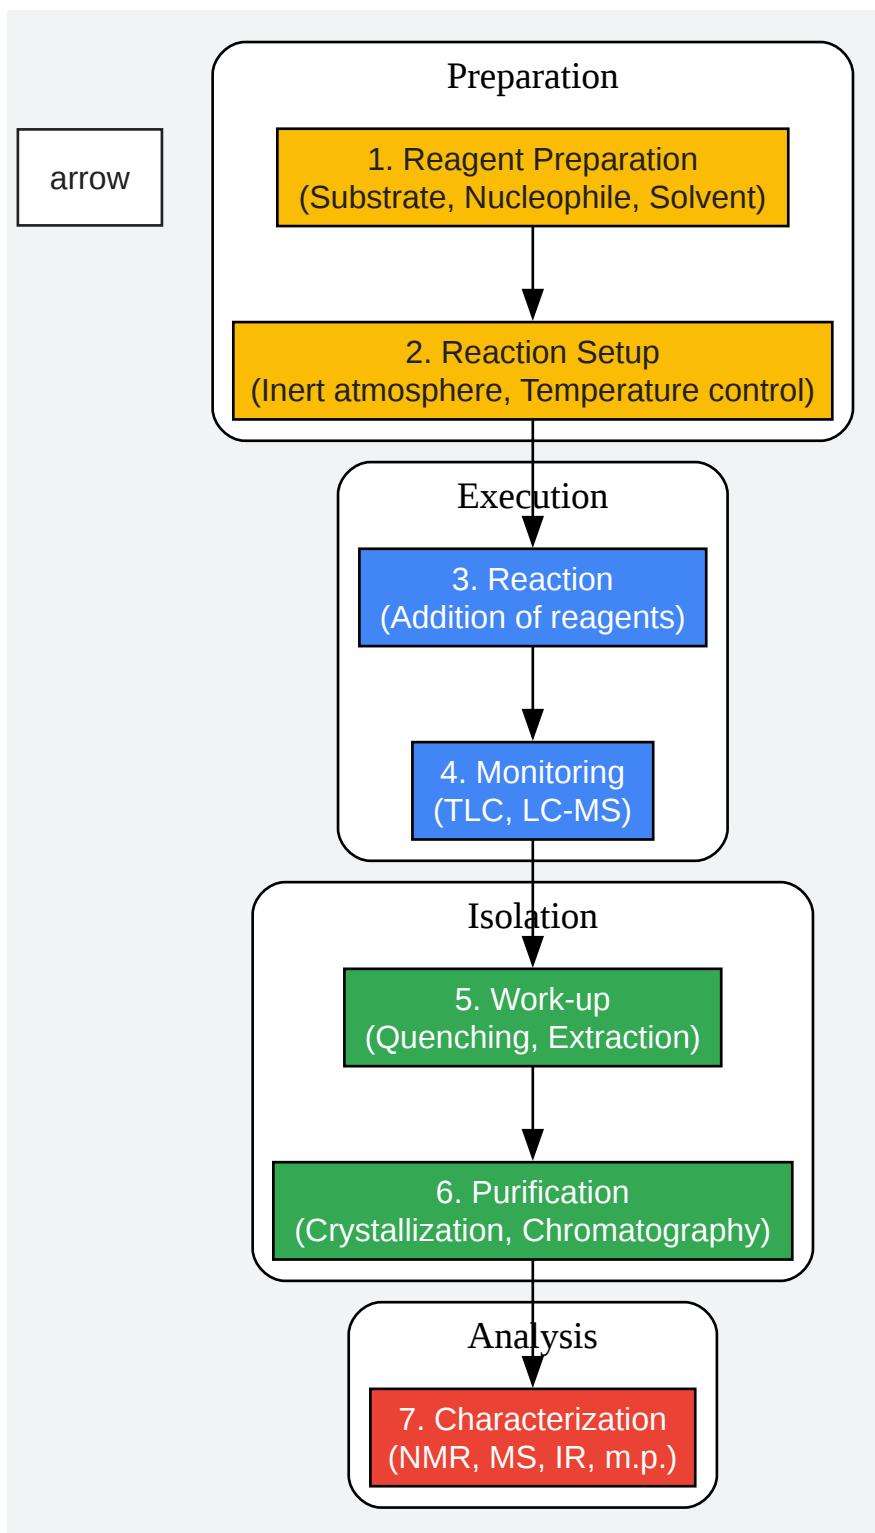 Preparation
arrow
1. Reagent Preparation
(Substrate, Nucleophile, Solvent)
2. Reaction Setup
(Inert atmosphere, Temperature control)
Execution
3. Reaction
(Addition of reagents)
4. Monitoring
(TLC, LC-MS)
Isolation
5. Work-up
(Quenching, Extraction)
6. Purification
(Crystallization, Chromatography)
Analysis
7. Characterization
(NMR, MS, IR, m.p.)